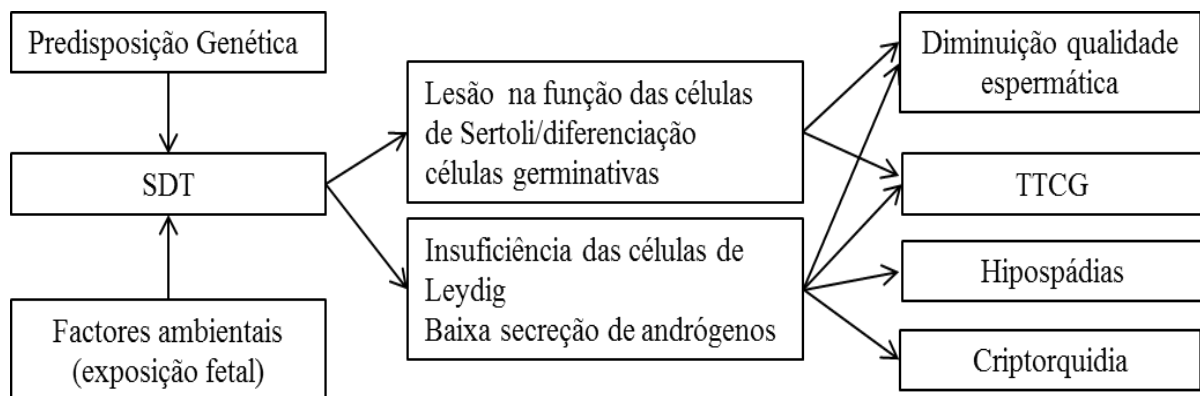 Predisposição Genética
SDT
Factores ambientais
(exposição fetal)
Lesão na função das células
de Sertoli/diferenciação
células germinativas
Insuficiência das células de
Leydig
Baixa secreção de andrógenos
Diminuição qualidade
espermática
TTCG
Hipospádias
Criptorquidia